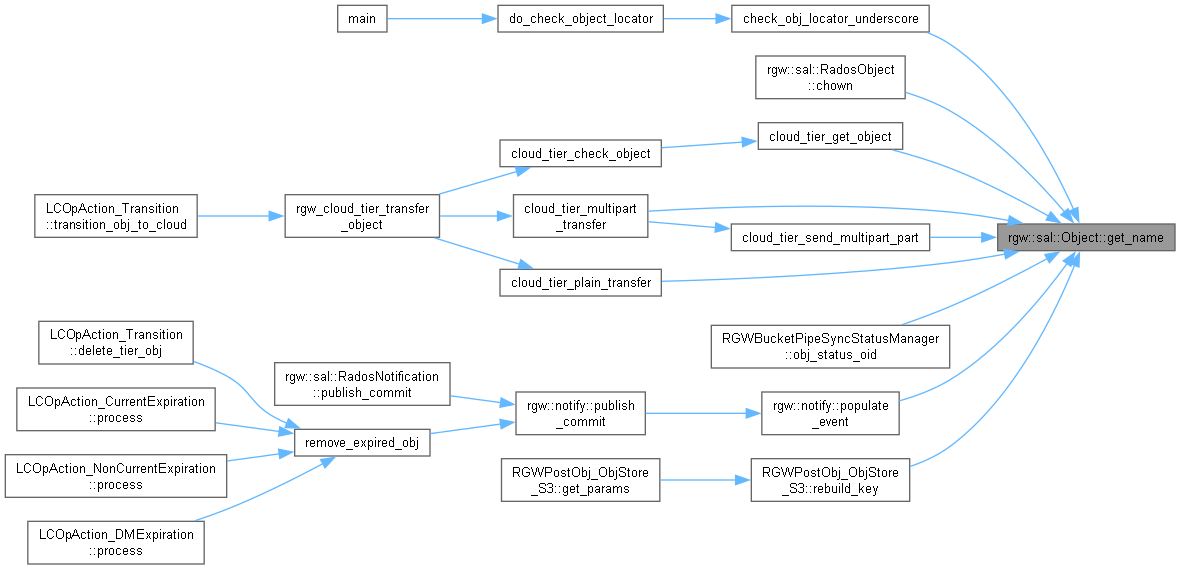 main
do_check_object_locator
check_obj_locator_underscore
rgw::sal::RadosObject
::chown
cloud_tier_get_object
cloud_tier_check_object
LCOpAction_Transition
::transition_obj_to_cloud
rgw_cloud_tier_transfer
_object
cloud_tier_multipart
_transfer
cloud_tier_send_multipart_part
rgw::sal::Object::get_name
cloud_tier_plain_transfer
RGWBucketPipeSyncStatusManager
::obj_status_oid
LCOpAction_Transition
::delete_tier_obj
rgw::sal::RadosNotification
::publish_commit
LCOpAction_CurrentExpiration
::process
rgw::notify::publish
_commit
rgw::notify::populate
_event
remove_expired_obj
LCOpAction_NonCurrentExpiration
::process
RGWPostObj_ObjStore
_S3::get_params
RGWPostObj_ObjStore
_S3::rebuild_key
LCOpAction_DMExpiration
::process